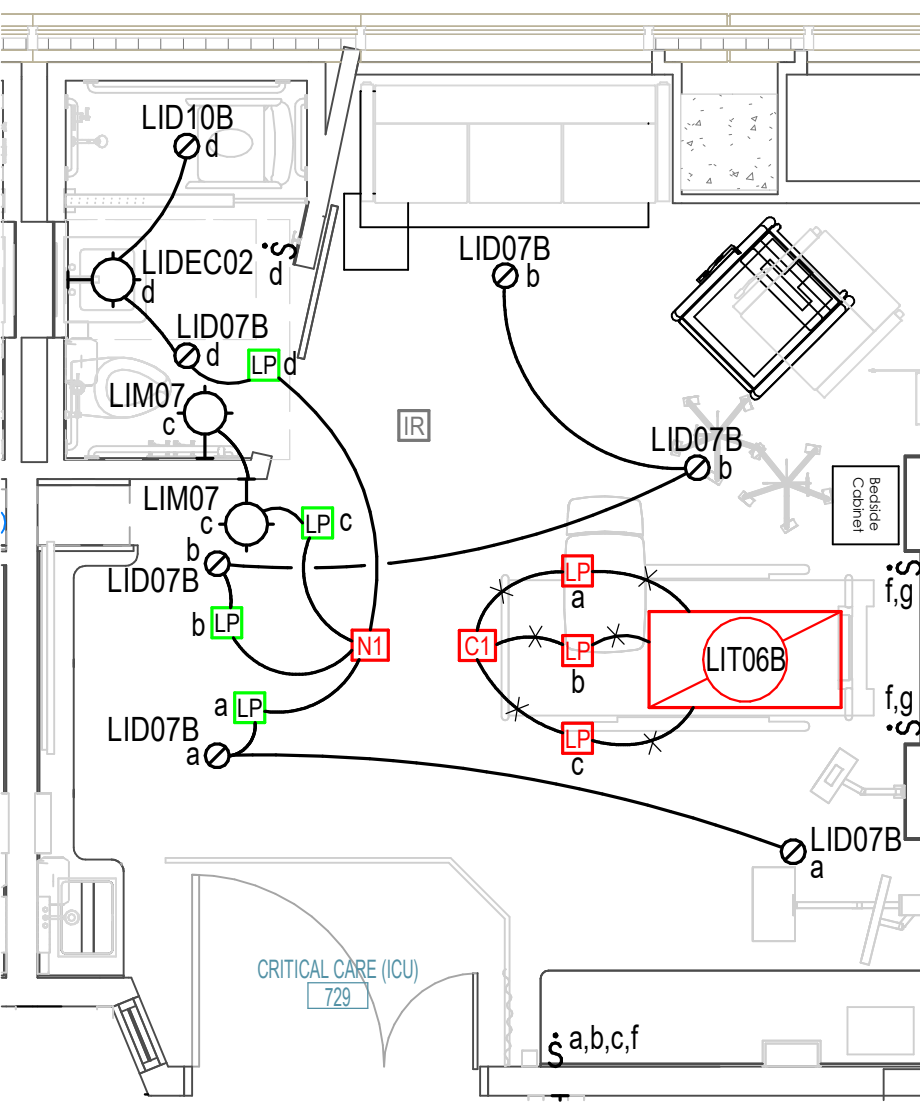 LID10B
d
LIDEC02
d
S
d
LID07B
b
LID07B
d
LP
d
LIM07
c
IR
LID07B
b
LIM07
c
LP
c
Bedside
Cabinet
b
LID07B
LP
a
S
f,g
b
LP
N1
C1
LP
b
LIT06B
f,g
S
a
LP
LID07B
a
LP
c
LID07B
a
CRITICAL CARE (ICU)
729
S
a,b,c,f